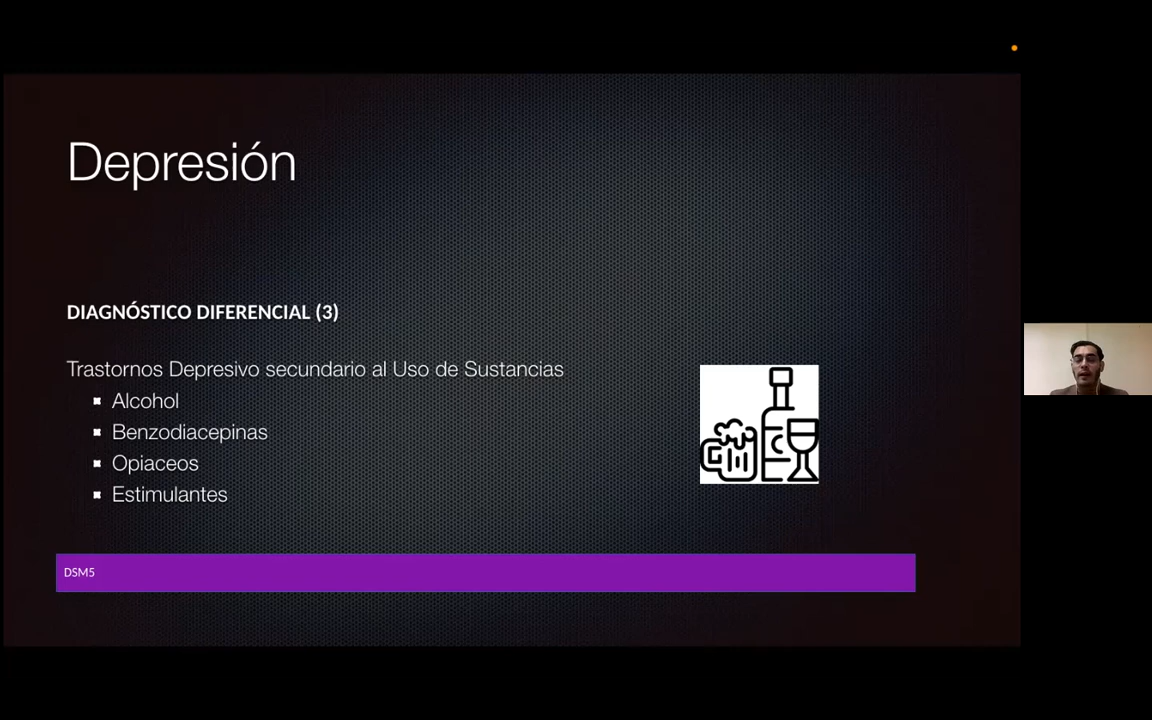 Depresión
DIAGNÓSTICO DIFERENCIAL (3)
Trastornos Depresivo secundario al Uso de Sustancias
Alcohol
Benzodiacepinas
Opiaceos
Estimulantes
DSM5